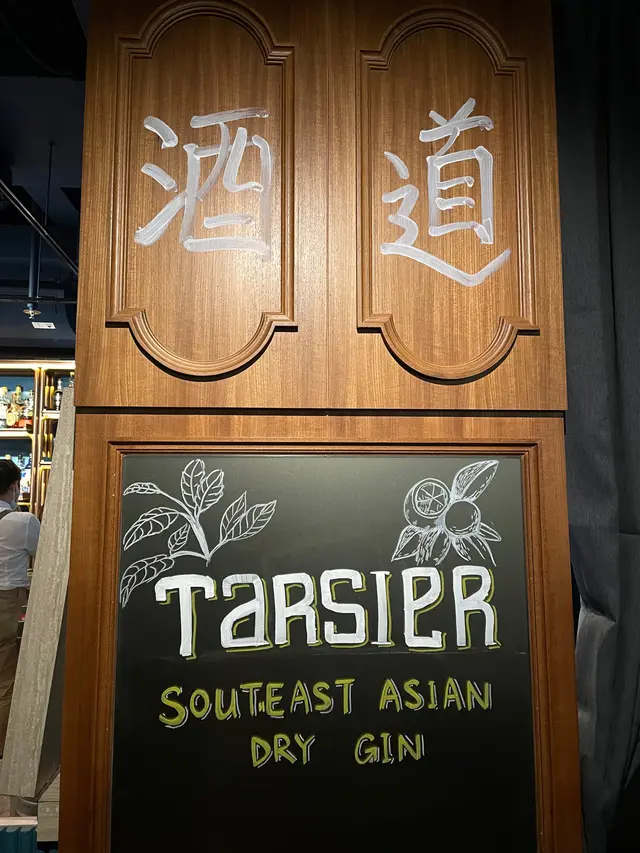 酒 道
TARSIER
SOUTEAST ASIAN
DRY GIN